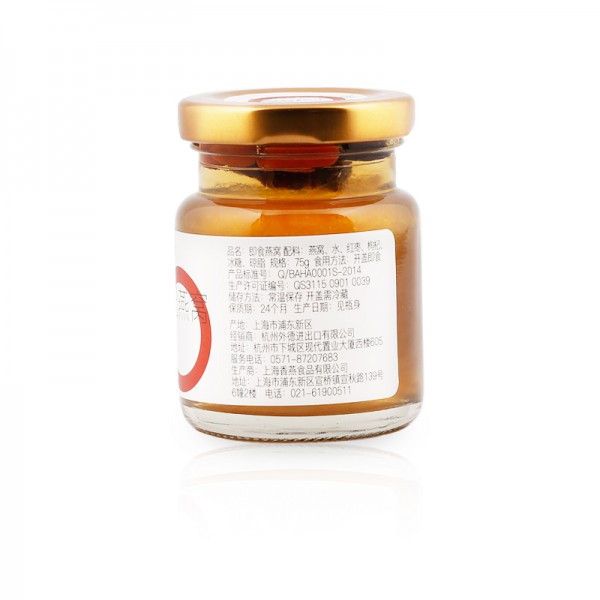 品名：即食燕窝 配料：燕窝、水、红枣、枸杞、
冰糖、琼脂 规格：75g 食用方法：开盖即食
产品标准号：Q/BAHA0001S-2014
生产许可证编号：QS3115 0901 0039
储存方法：常温保存 开盖需冷藏
保质期：24个月 生产日期：见瓶身
产地：上海市浦东新区
经销商：杭州外德进出口有限公司
地址：杭州市下城区现代置业大厦西楼605
服务电话：0571-87207683
生产商：上海香燕食品有限公司
地址：上海市浦东新区宣桥镇宣秋路139号
6幢2楼 电话：021-61900511
燕窝